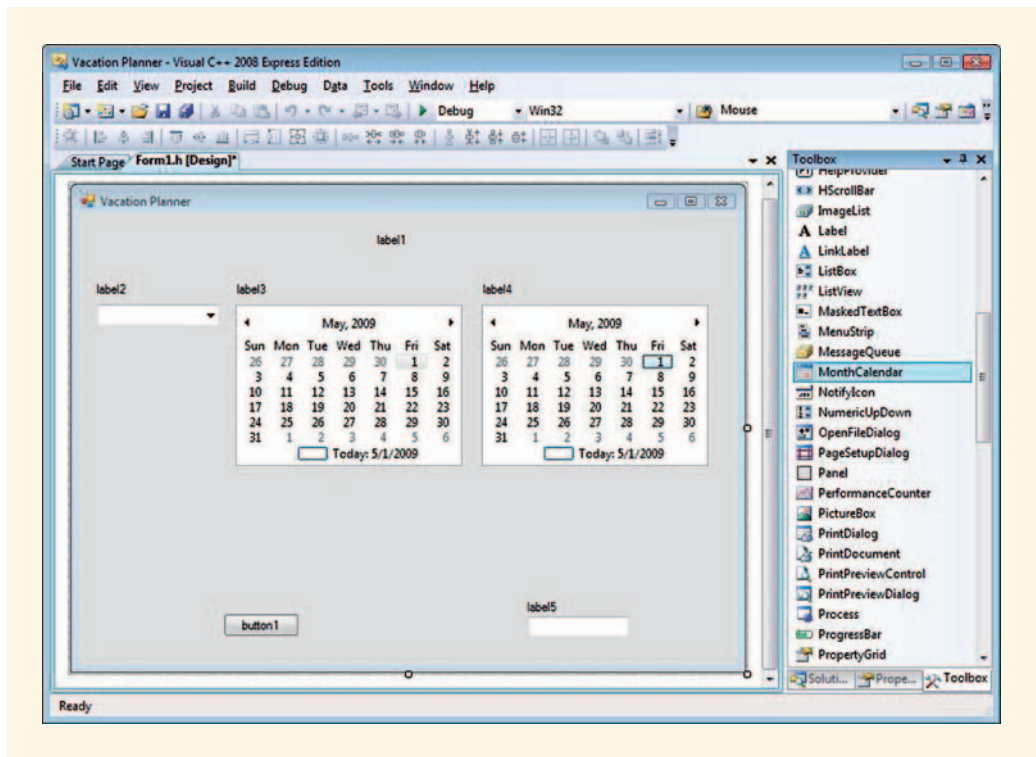 Vacation Planner - Visual C++ 2008 Express Edition
File Edit View Project Build Debug Data Tools Window Help
Debug Win32 Mouse
Start Page Form1.h [Design]*
Vacation Planner
label1
label2
label3
label4
May, 2009
Sun Mon Tue Wed Thu Fri Sat
26 27 28 29 30 1 2
3 4 5 6 7 8 9
10 11 12 13 14 15 16
17 18 19 20 21 22 23
24 25 26 27 28 29 30
31 1 2 3 4 5 6
Today: 5/1/2009
May, 2009
Sun Mon Tue Wed Thu Fri Sat
26 27 28 29 30 1 2
3 4 5 6 7 8 9
10 11 12 13 14 15 16
17 18 19 20 21 22 23
24 25 26 27 28 29 30
31 1 2 3 4 5 6
Today: 5/1/2009
button1
label5
Toolbox
HelpProvider
HScrollBar
ImageList
A Label
A LinkLabel
ListBox
ListView
MaskedTextBox
MenuStrip
MessageQueue
MonthCalendar
NotifyIcon
NumericUpDown
OpenFileDialog
PageSetupDialog
Panel
PerformanceCounter
PictureBox
PrintDialog
PrintDocument
PrintPreviewControl
PrintPreviewDialog
Process
ProgressBar
PropertyGrid
Soluti... Prope... Toolbox
Ready